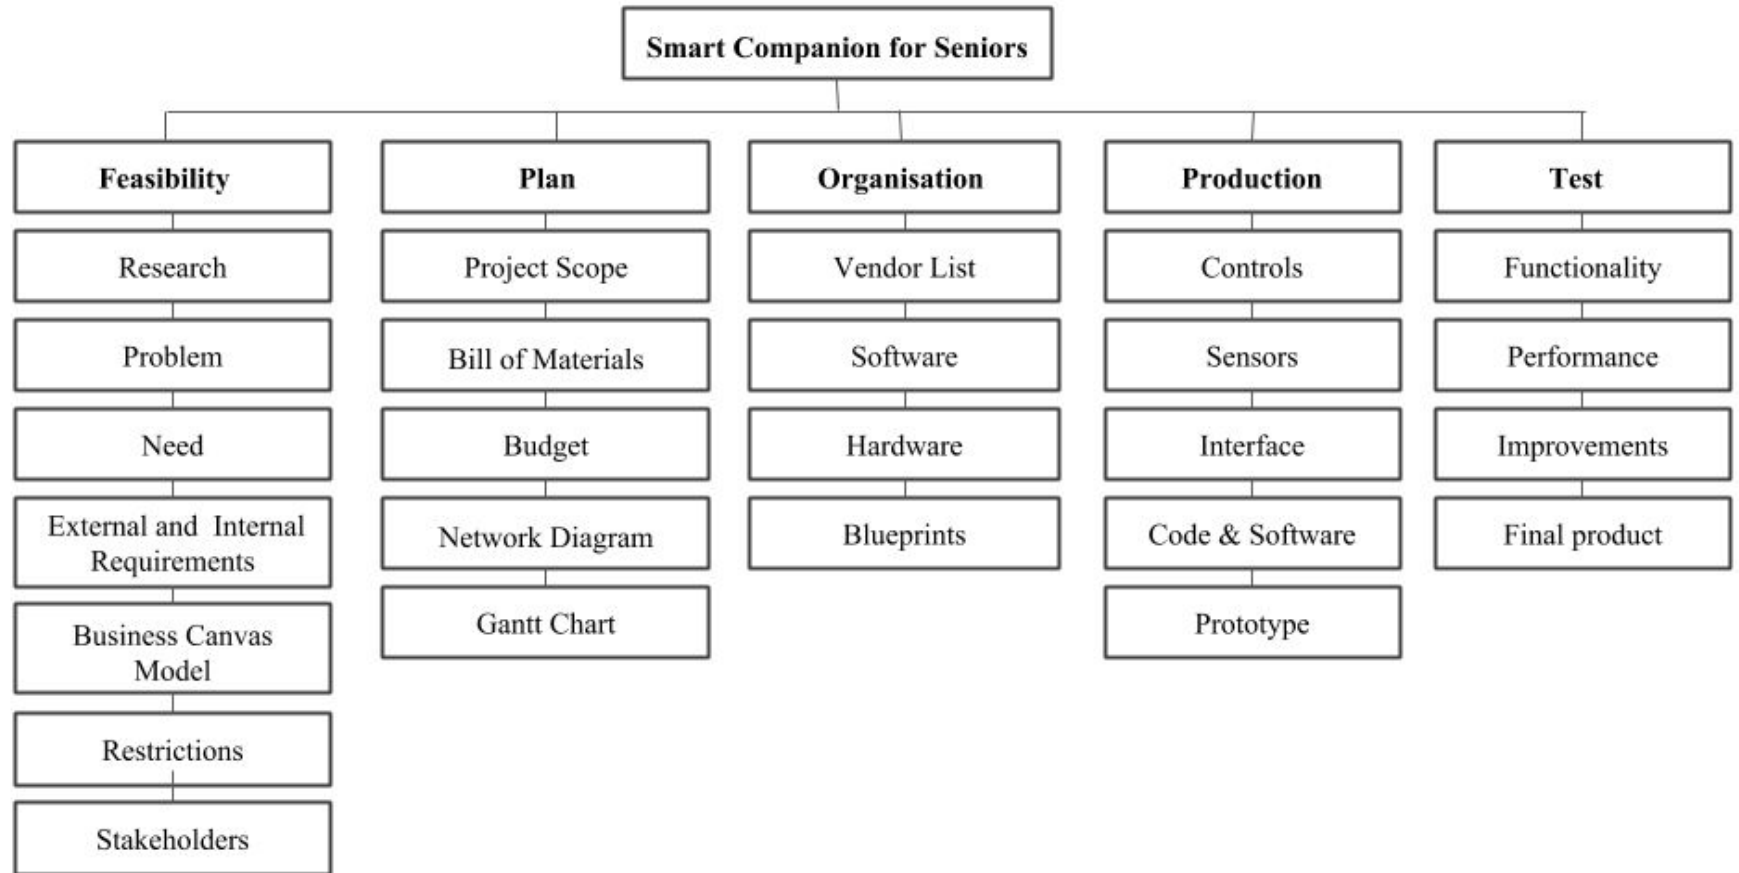 Smart Companion for Seniors
Feasibility
Research
Problem
Need
External and  Internal
Requirements
Business Canvas
Model
Restrictions
Stakeholders
Plan
Project Scope
Bill of Materials
Budget
Network Diagram
Gantt Chart
Organisation
Vendor List
Software
Hardware
Blueprints
Production
Controls
Sensors
Interface
Code & Software
Prototype
Test
Functionality
Performance
Improvements
Final product